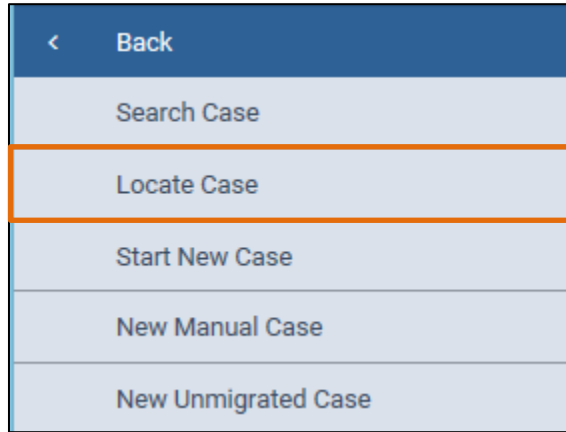 < Back
Search Case
Locate Case
Start New Case
New Manual Case
New Unmigrated Case